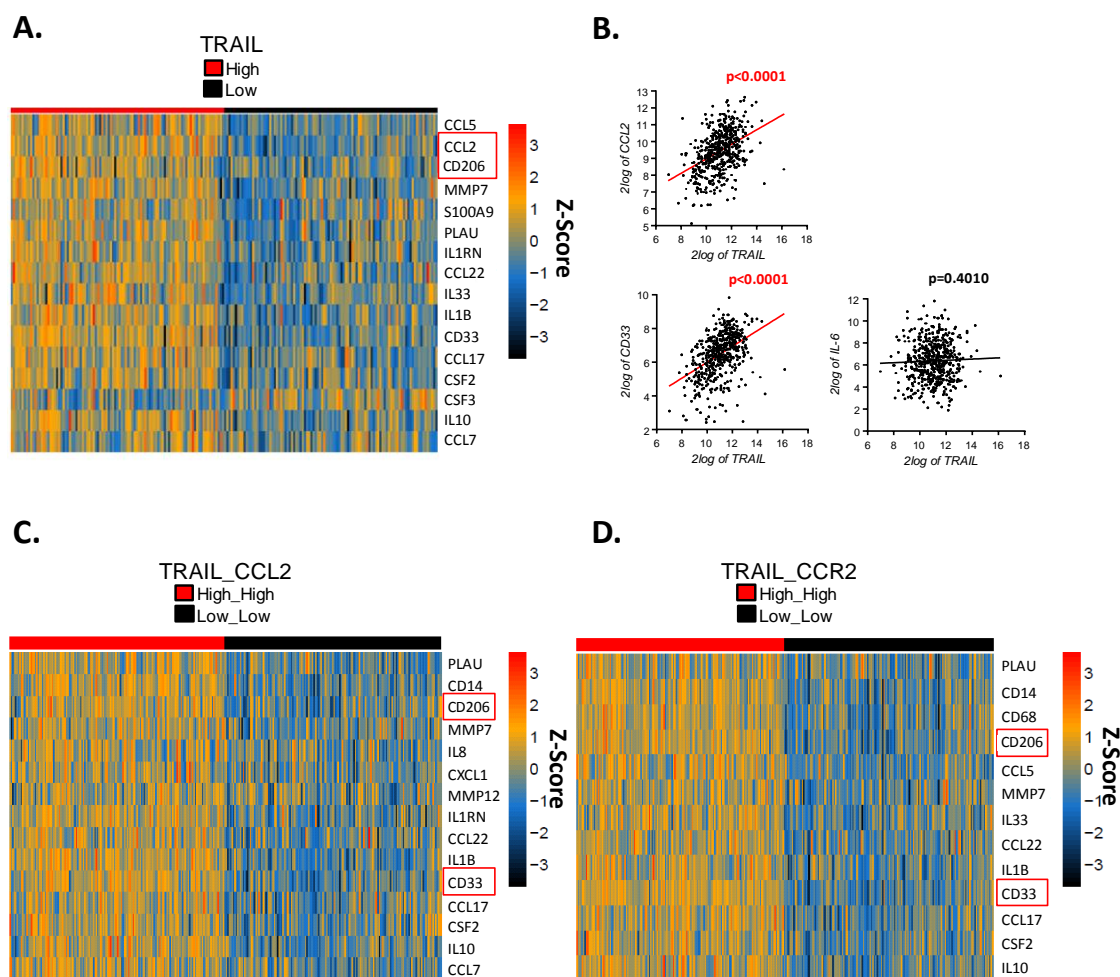 A.
TRAIL
High
Low
CCL5
CCL2
CD206
MMP7
S100A9
PLAU
IL1RN
CCL22
IL33
IL1B
CD33
CCL17
CSF2
CSF3
IL10
CCL7
3
2
1
0
−1
−2
−3
Z-Score
B.
p<0.0001
13
12
11
10
9
8
7
6
5
2log of CCL2
6 8 10 12 14 16 18
2log of TRAIL
p<0.0001
10
8
6
4
2
2log of CD33
6 8 10 12 14 16 18
2log of TRAIL
p=0.4010
12
10
8
6
4
2
0
2log of IL-6
6 8 10 12 14 16 18
2log of TRAIL
C.
TRAIL_CCL2
High_High
Low_Low
PLAU
CD14
CD206
MMP7
IL8
CXCL1
MMP12
IL1RN
CCL22
IL1B
CD33
CCL17
CSF2
IL10
CCL7
3
2
1
0
−1
−2
−3
Z-Score
D.
TRAIL_CCR2
High_High
Low_Low
PLAU
CD14
CD68
CD206
CCL5
MMP7
IL33
CCL22
IL1B
CD33
CCL17
CSF2
IL10
3
2
1
0
−1
−2
−3
Z-Score